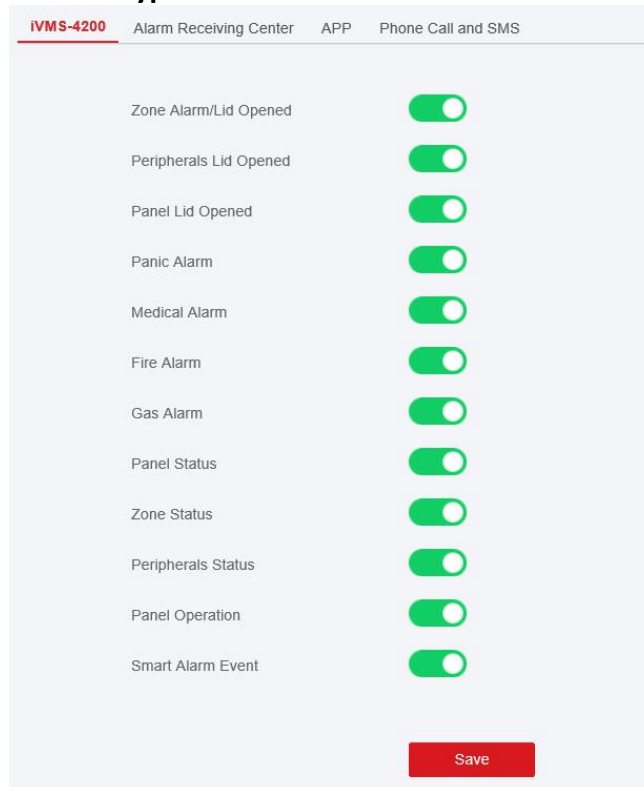 iVMS-4200 Alarm Receiving Center APP Phone Call and SMS
Zone Alarm/Lid Opened
Peripherals Lid Opened
Panel Lid Opened
Panic Alarm
Medical Alarm
Fire Alarm
Gas Alarm
Panel Status
Zone Status
Peripherals Status
Panel Operation
Smart Alarm Event
Save